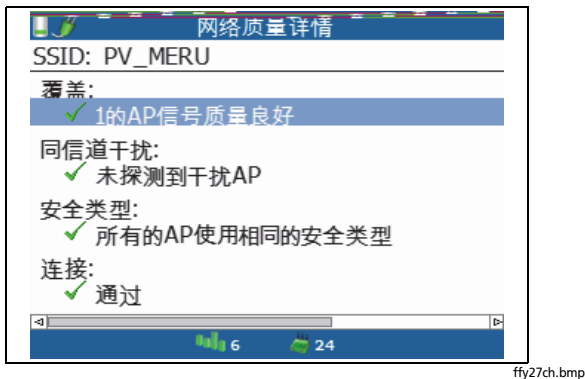 网络质量详情
SSID: PV_MERU
覆盖:
1的AP信号质量良好
同信道干扰:
未探测到干扰AP
安全类型:
所有的AP使用相同的安全类型
连接:
通过
6 24
ffy27ch.bmp